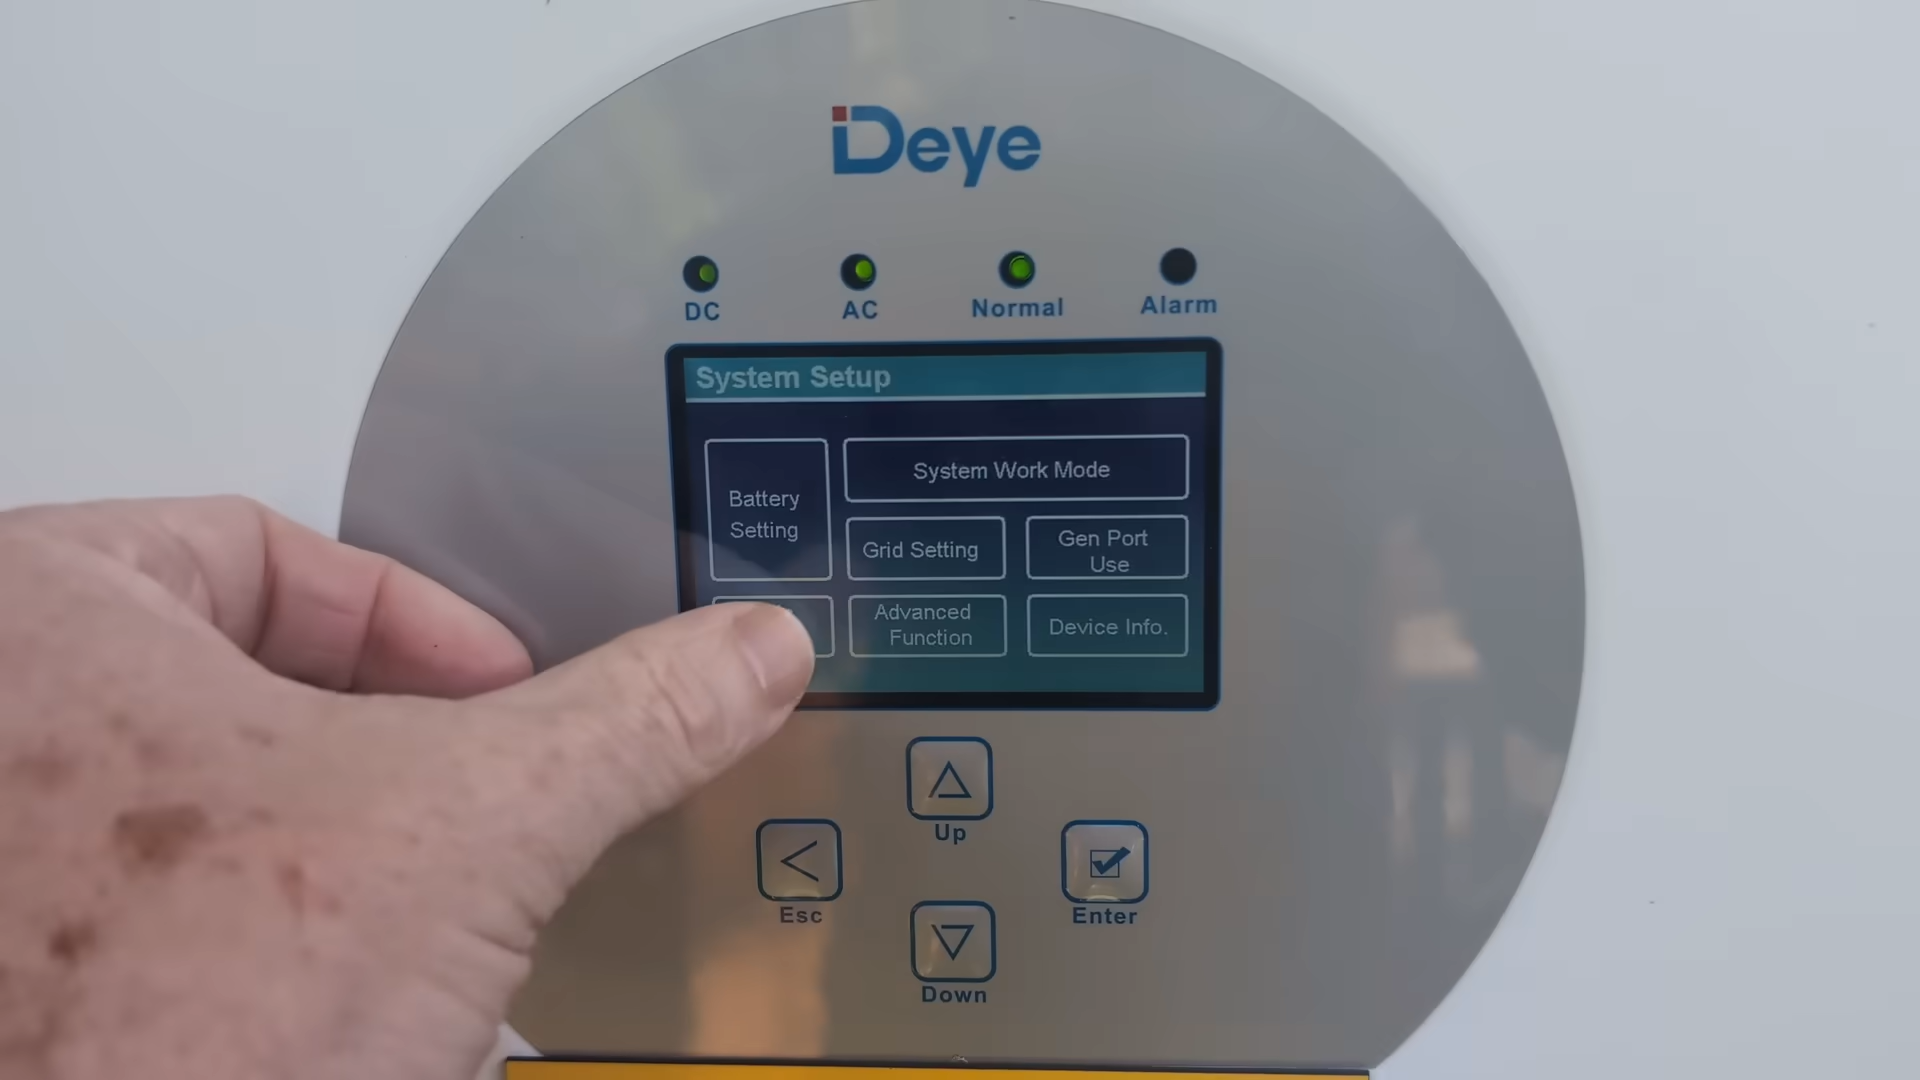 Deye
DC
AC
Normal
Alarm
System Setup
Battery
Setting
System Work Mode
Grid Setting
Gen Port
Use
Advanced
Function
Device Info.
Up
Esc
Enter
Down